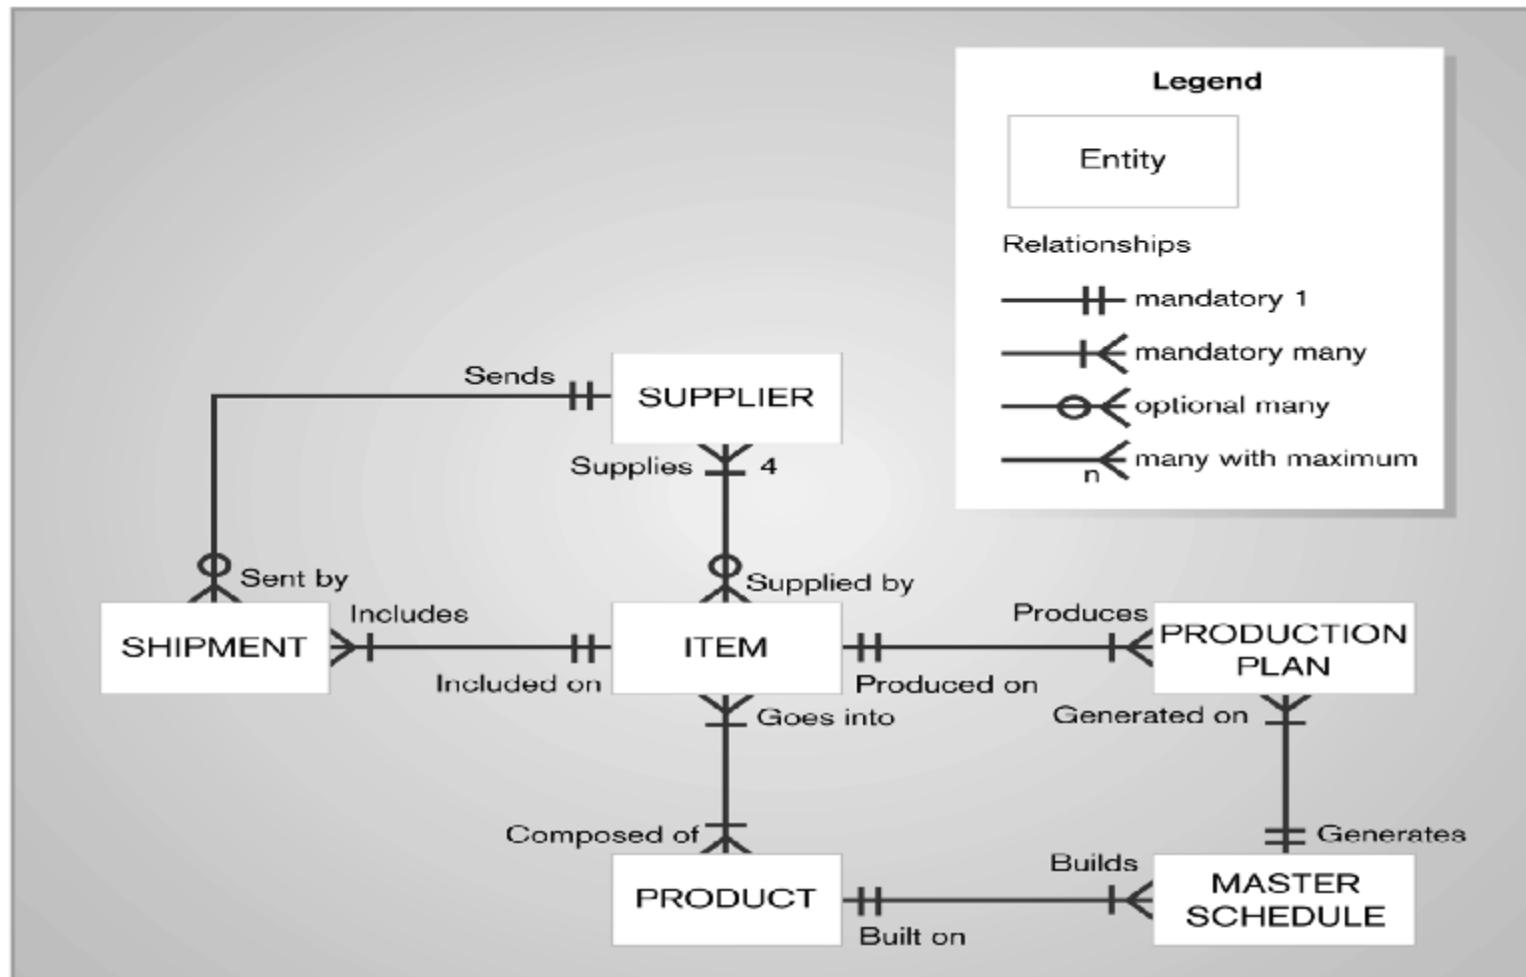 Legend
Entity
Relationships
mandatory 1
mandatory many
optional many
n many with maximum
Sends
SUPPLIER
Supplies 4
Sent by
Supplied by
Includes
Produces
SHIPMENT
ITEM
PRODUCTION
PLAN
Included on
Produced on
Goes into
Generated on
Composed of
Generates
Builds
PRODUCT
MASTER
SCHEDULE
Built on